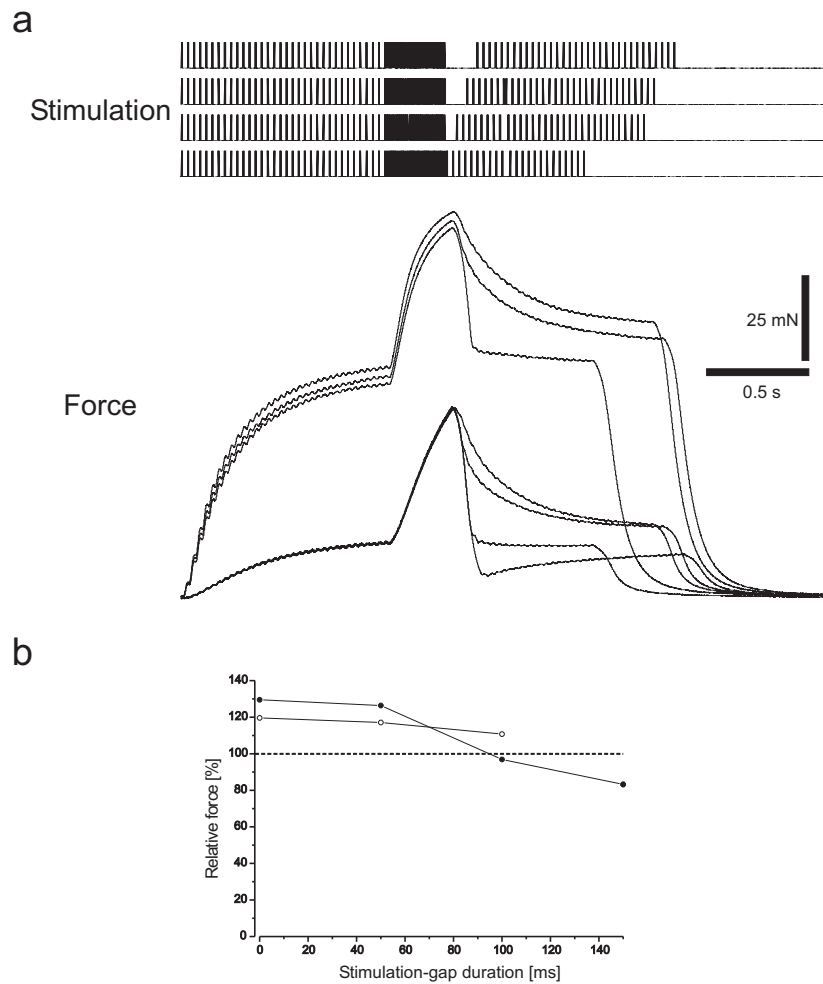 a
Stimulation
Force
25 mN
0.5 s
b
Relative force [%]
140
120
100
80
60
40
20
0
0 20 40 60 80 100 120 140
Stimulation-gap duration [ms]